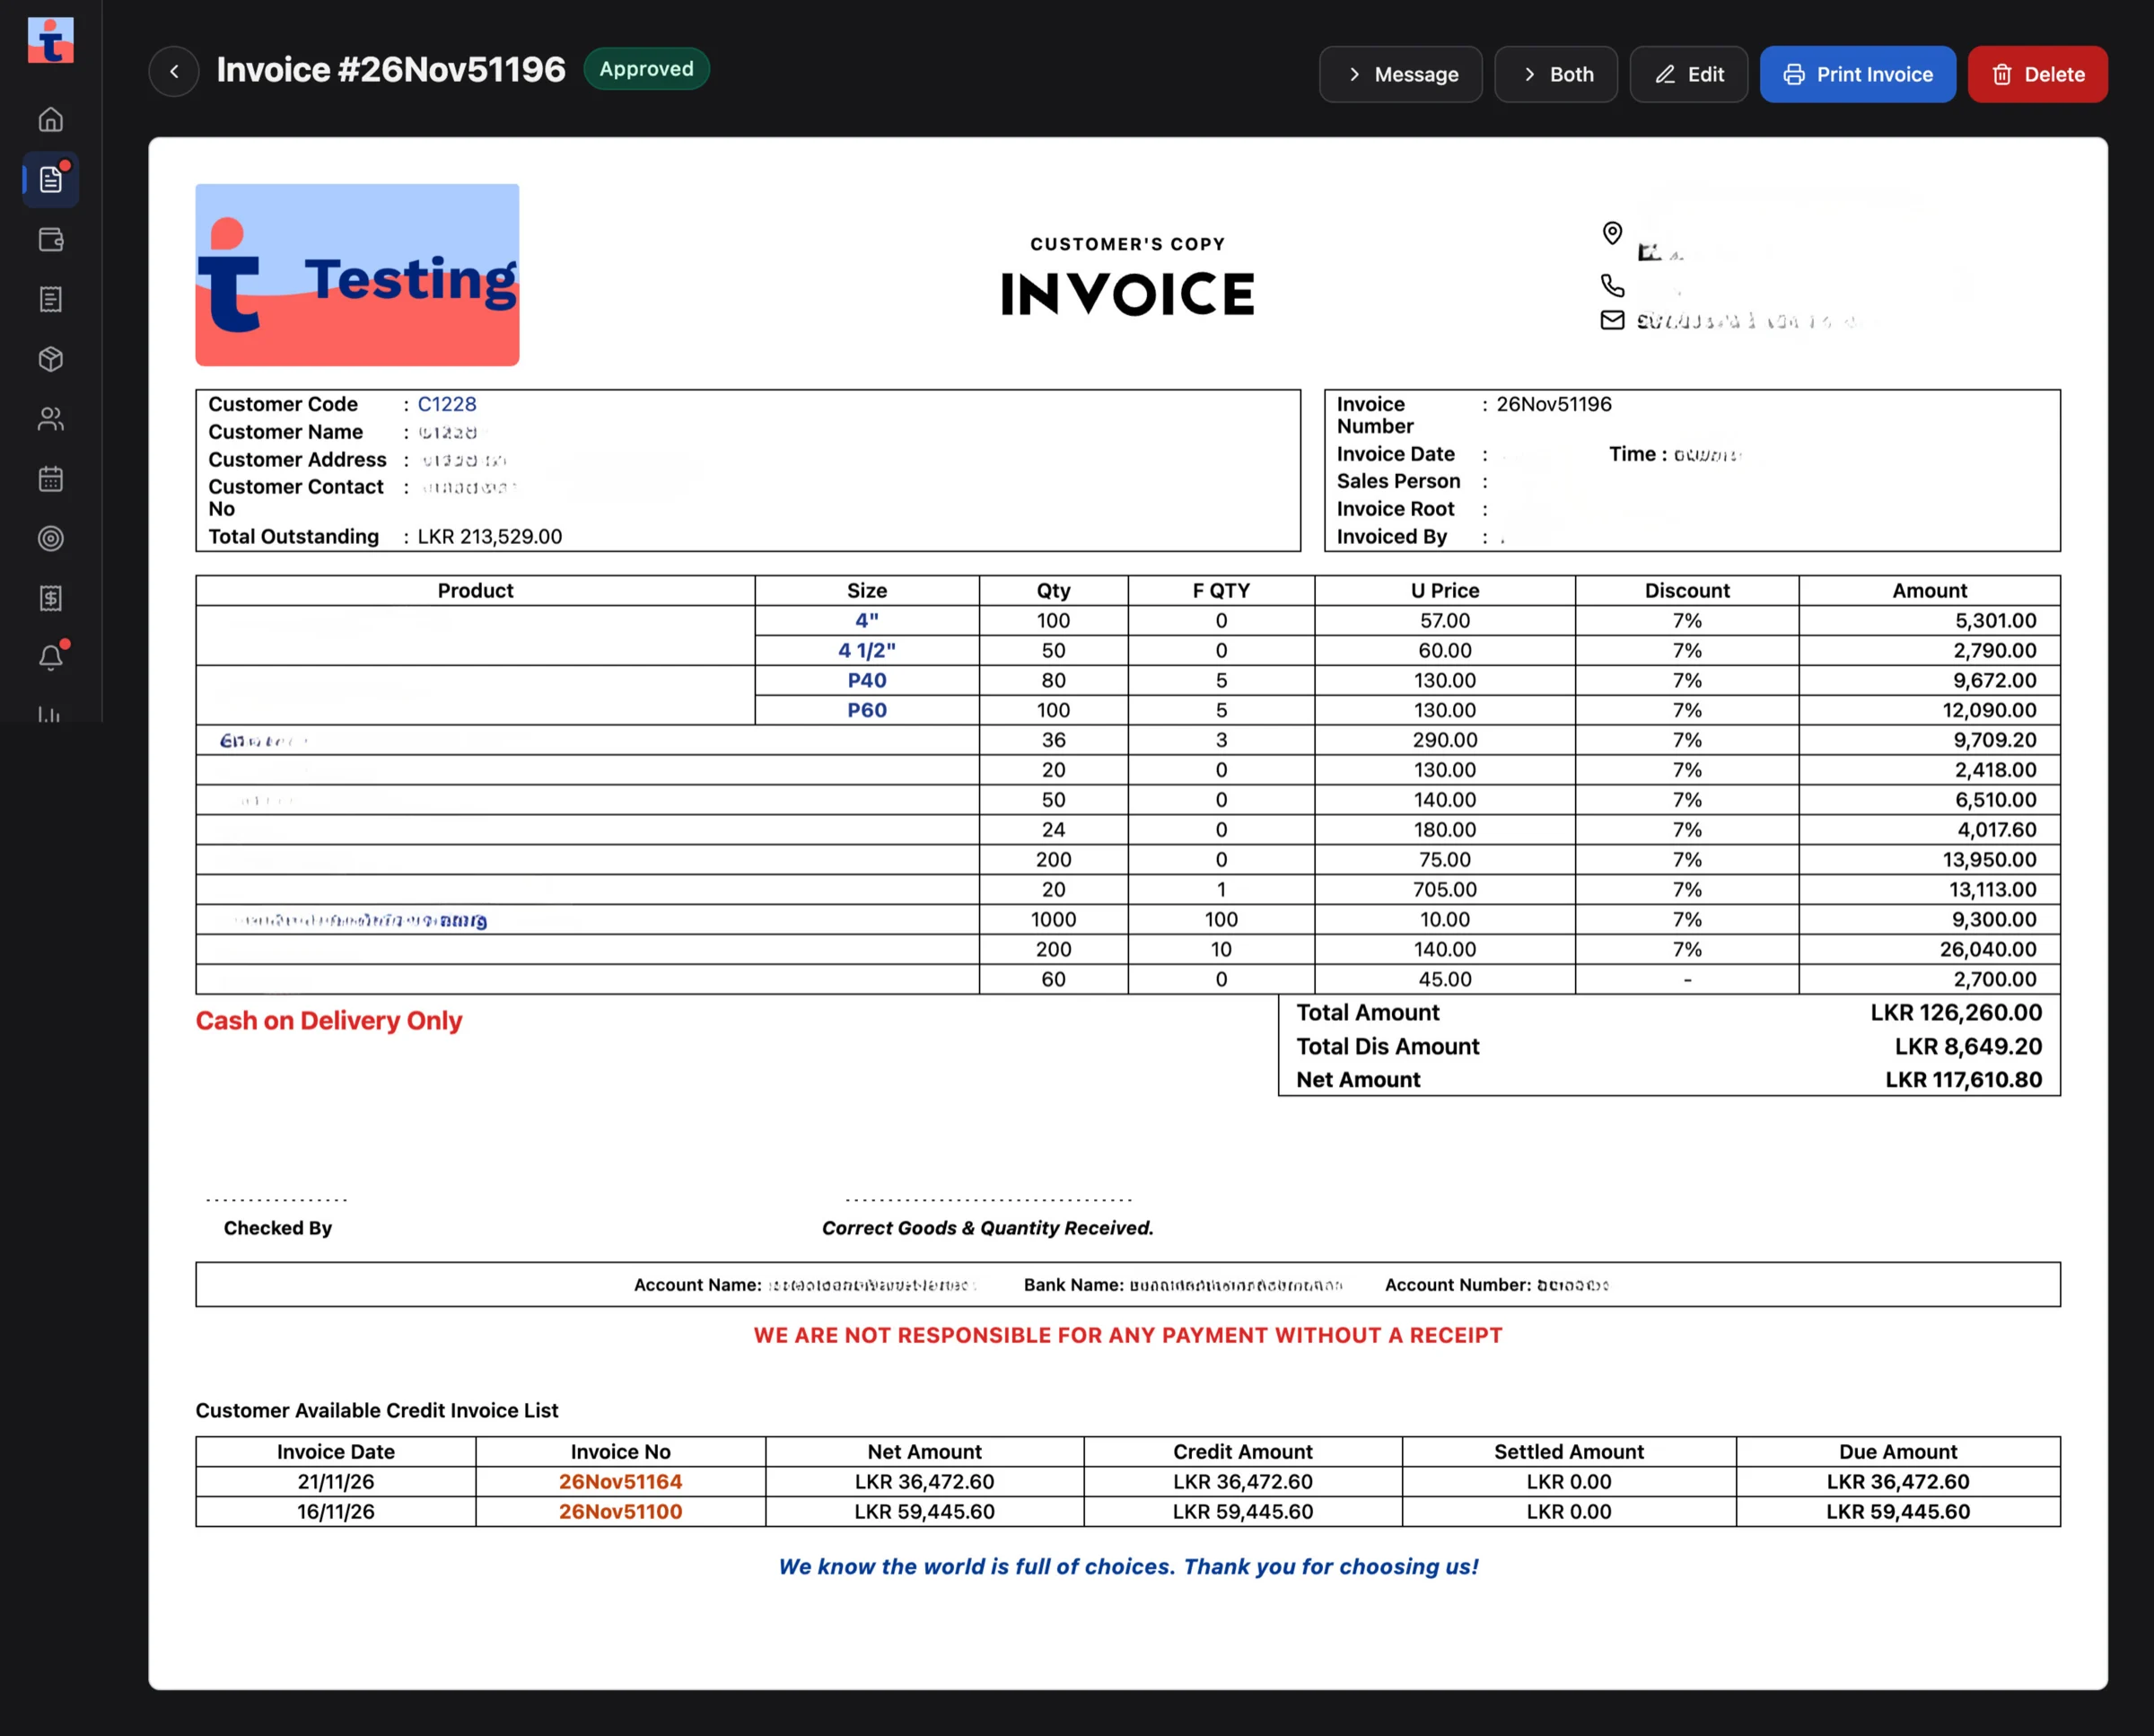 Invoice #26Nov51196 Approved
Message Both Edit Print Invoice Delete
t Testing
CUSTOMER'S COPY
INVOICE
Customer Code : C1228
Customer Name :
Customer Address :
Customer Contact No :
Total Outstanding : LKR 213,529.00
Invoice Number : 26Nov51196
Invoice Date : Time :
Sales Person :
Invoice Root :
Invoiced By :
Product Size Qty F QTY U Price Discount Amount
4" 100 0 57.00 7% 5,301.00
4 1/2" 50 0 60.00 7% 2,790.00
P40 80 5 130.00 7% 9,672.00
P60 100 5 130.00 7% 12,090.00
36 3 290.00 7% 9,709.20
20 0 130.00 7% 2,418.00
50 0 140.00 7% 6,510.00
24 0 180.00 7% 4,017.60
200 0 75.00 7% 13,950.00
20 1 705.00 7% 13,113.00
1000 100 10.00 7% 9,300.00
200 10 140.00 7% 26,040.00
60 0 45.00 - 2,700.00
Cash on Delivery Only
Total Amount LKR 126,260.00
Total Dis Amount LKR 8,649.20
Net Amount LKR 117,610.80
Checked By
Correct Goods & Quantity Received.
Account Name: Bank Name: Account Number:
WE ARE NOT RESPONSIBLE FOR ANY PAYMENT WITHOUT A RECEIPT
Customer Available Credit Invoice List
Invoice Date Invoice No Net Amount Credit Amount Settled Amount Due Amount
21/11/26 26Nov51164 LKR 36,472.60 LKR 36,472.60 LKR 0.00 LKR 36,472.60
16/11/26 26Nov51100 LKR 59,445.60 LKR 59,445.60 LKR 0.00 LKR 59,445.60
We know the world is full of choices. Thank you for choosing us!